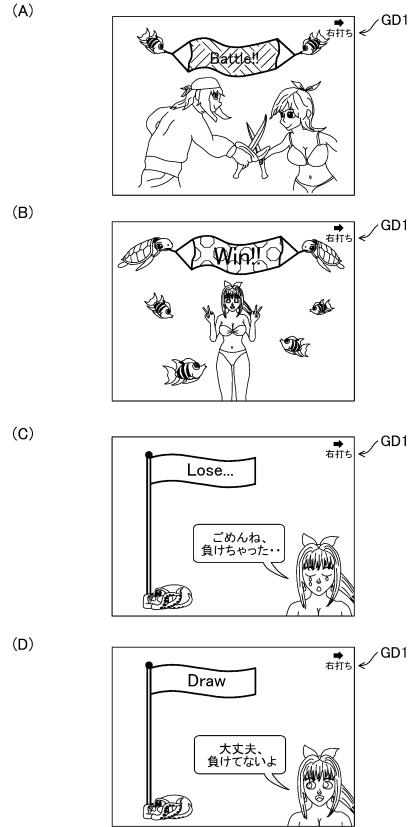 (A)
右打ち
GD1
Battle!!
(B)
右打ち
GD1
Win!!
(C)
右打ち
GD1
Lose...
ごめんね、
負けちゃった・・
(D)
右打ち
GD1
Draw
大丈夫、
負けてないよ